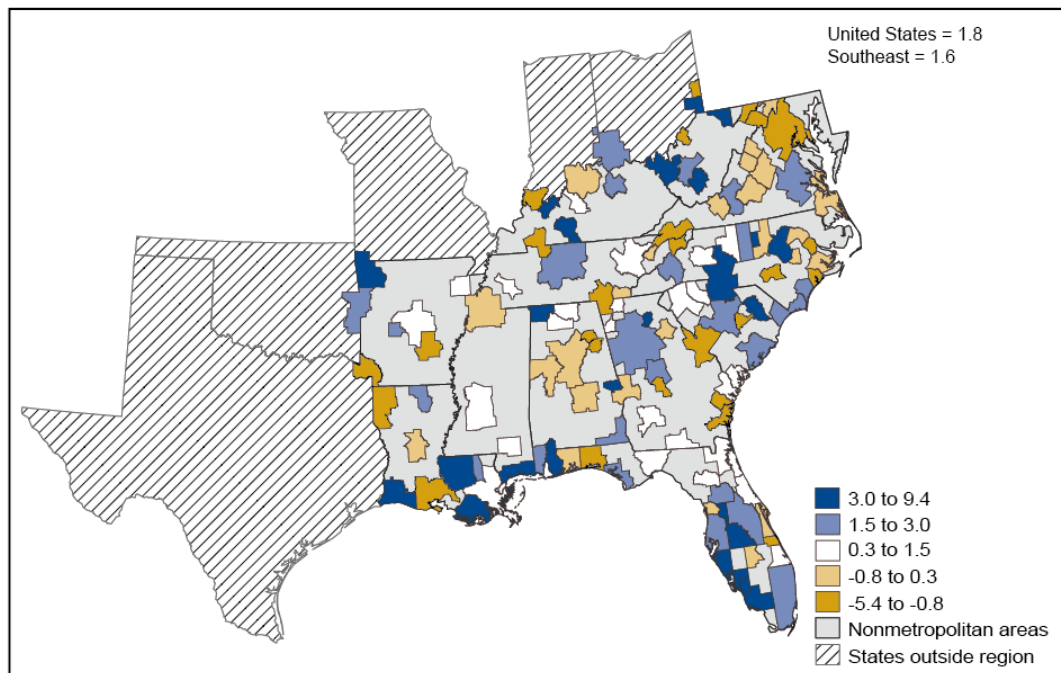 United States = 1.8
Southeast = 1.6
3.0 to 9.4
1.5 to 3.0
0.3 to 1.5
-0.8 to 0.3
-5.4 to -0.8
Nonmetropolitan areas
States outside region